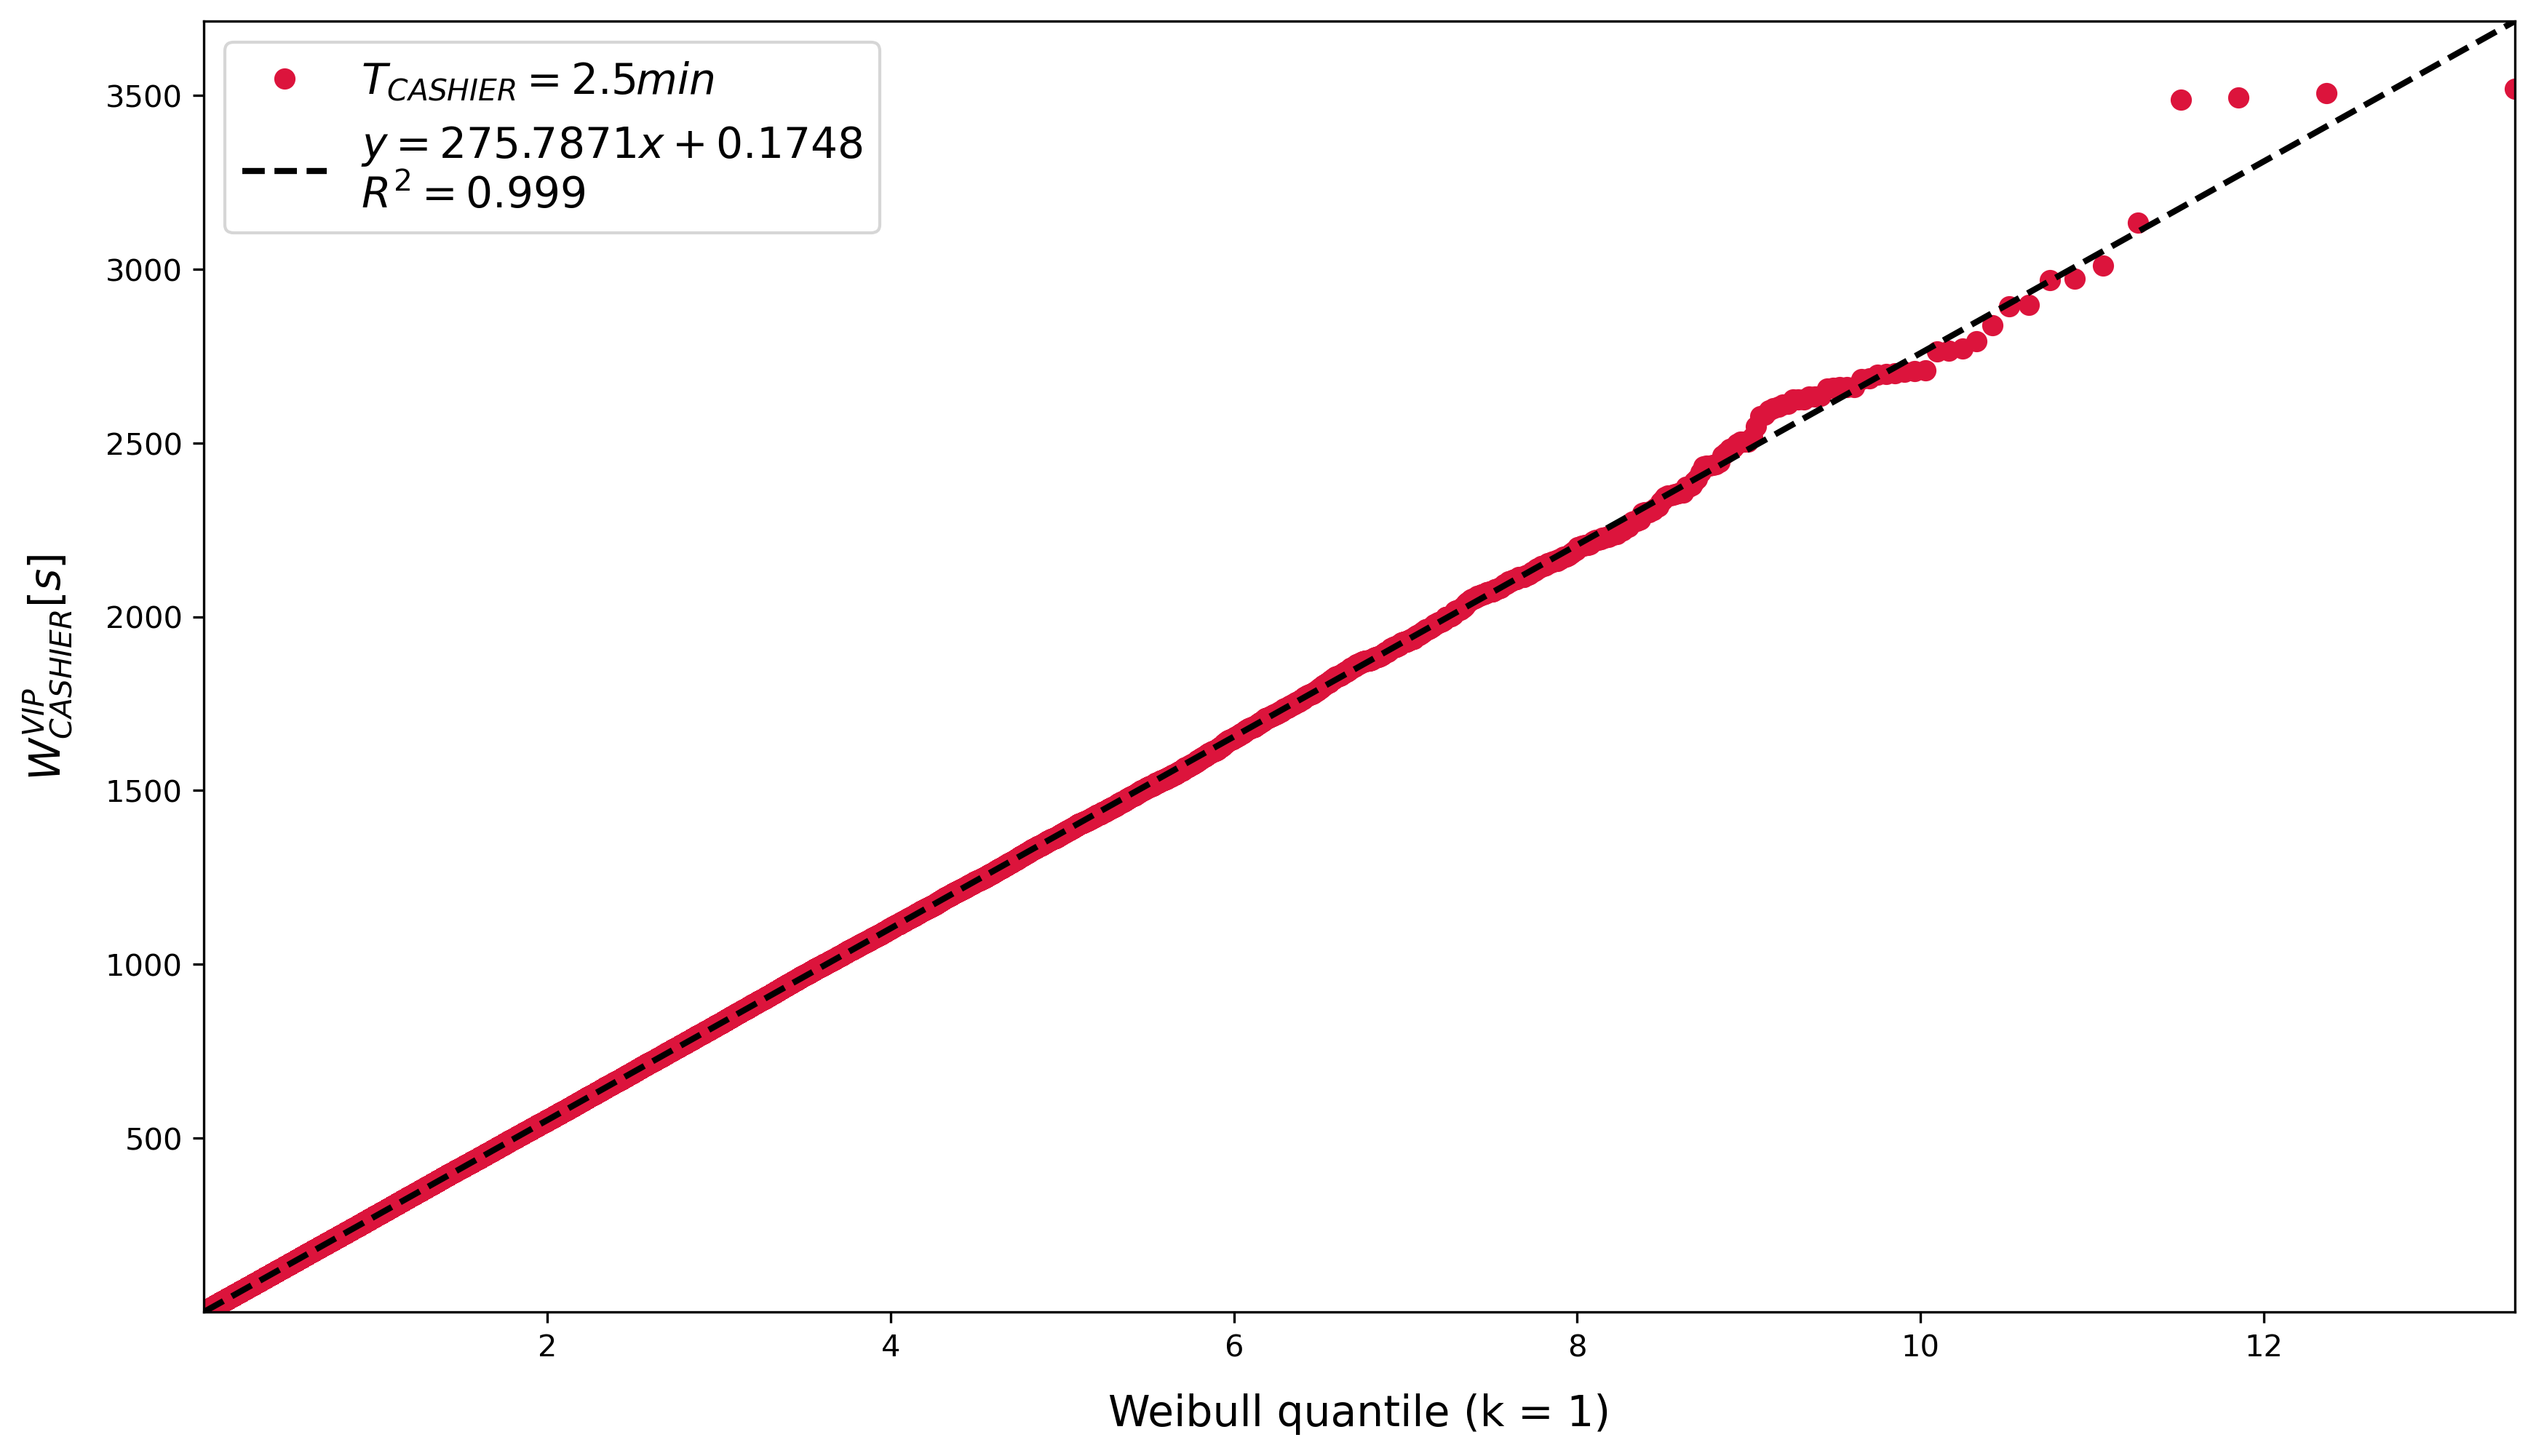 T_CASHIER = 2.5min
y = 275.7871x + 0.1748
R² = 0.999
3500
3000
2500
2000
1500
1000
500
W^VIP_CASHIER [s]
2 4 6 8 10 12
Weibull quantile (k = 1)